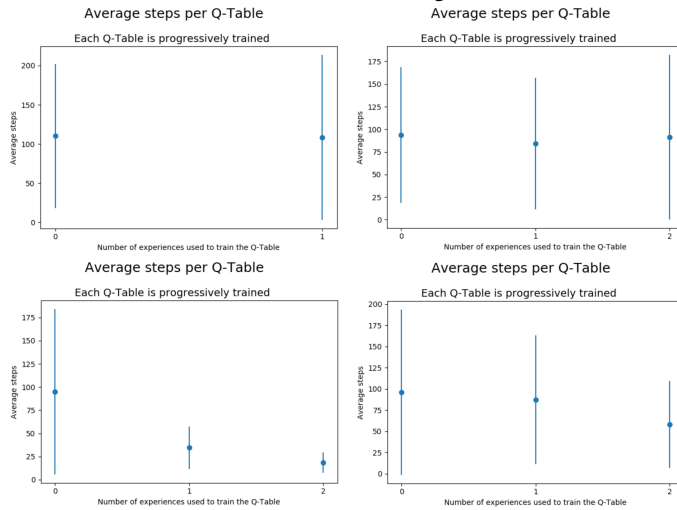 Average steps per Q-Table
Each Q-Table is progressively trained
200
150
100
50
0
Average steps
0 1
Number of experiences used to train the Q-Table
Average steps per Q-Table
Each Q-Table is progressively trained
175
150
125
100
75
50
25
0
Average steps
0 1 2
Number of experiences used to train the Q-Table
Average steps per Q-Table
Each Q-Table is progressively trained
175
150
125
100
75
50
25
0
Average steps
0 1 2
Number of experiences used to train the Q-Table
Average steps per Q-Table
Each Q-Table is progressively trained
200
175
150
125
100
75
50
25
0
Average steps
0 1 2
Number of experiences used to train the Q-Table